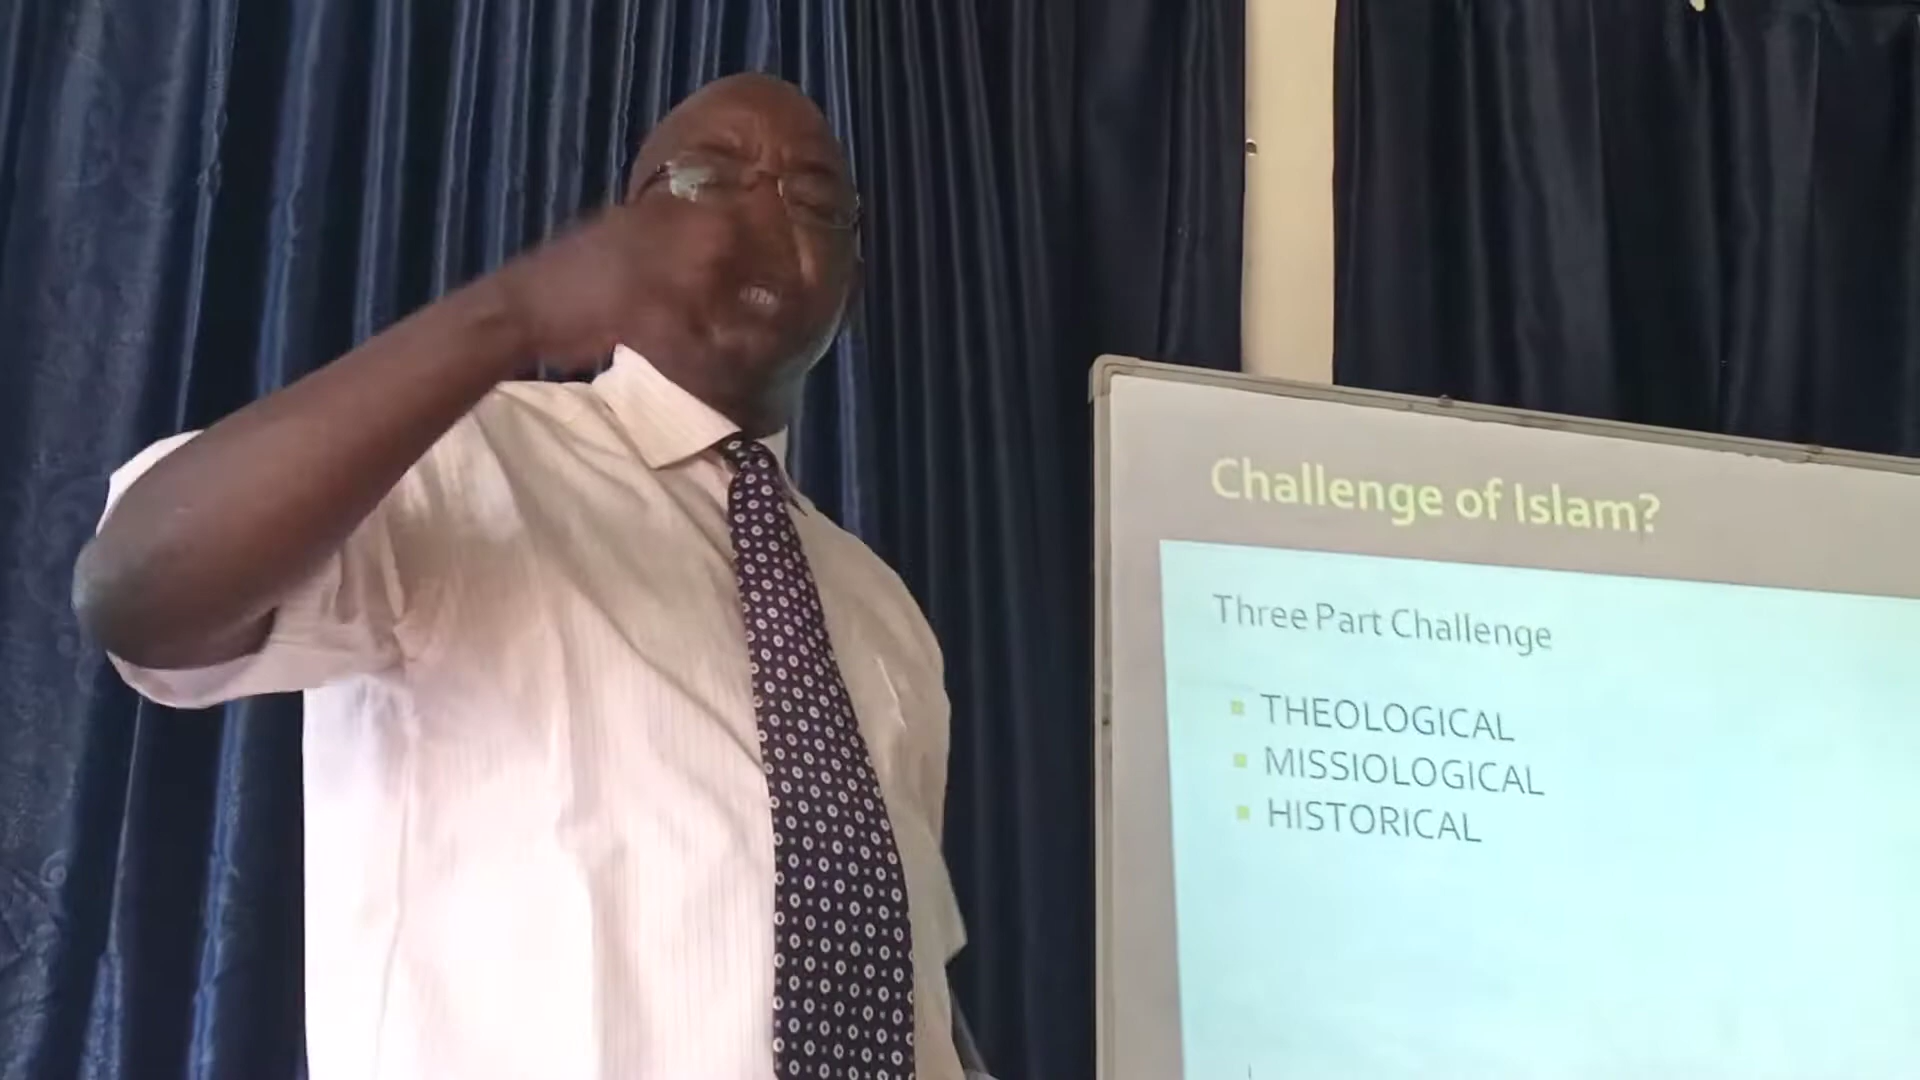 Challenge of Islam?
Three Part Challenge
THEOLOGICAL
MISSIOLOGICAL
HISTORICAL